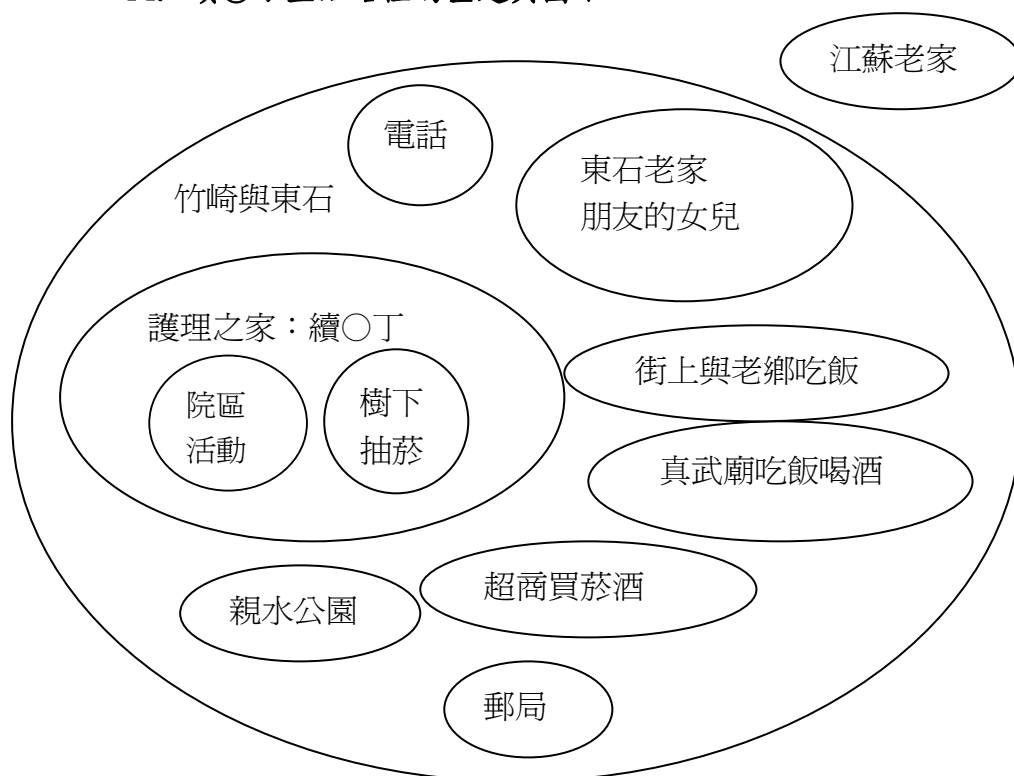 江蘇老家
電話
東石老家
朋友的女兒
竹崎與東石
護理之家：續○丁
院區
活動
樹下
抽菸
街上與老鄉吃飯
真武廟吃飯喝酒
超商買菸酒
親水公園
郵局